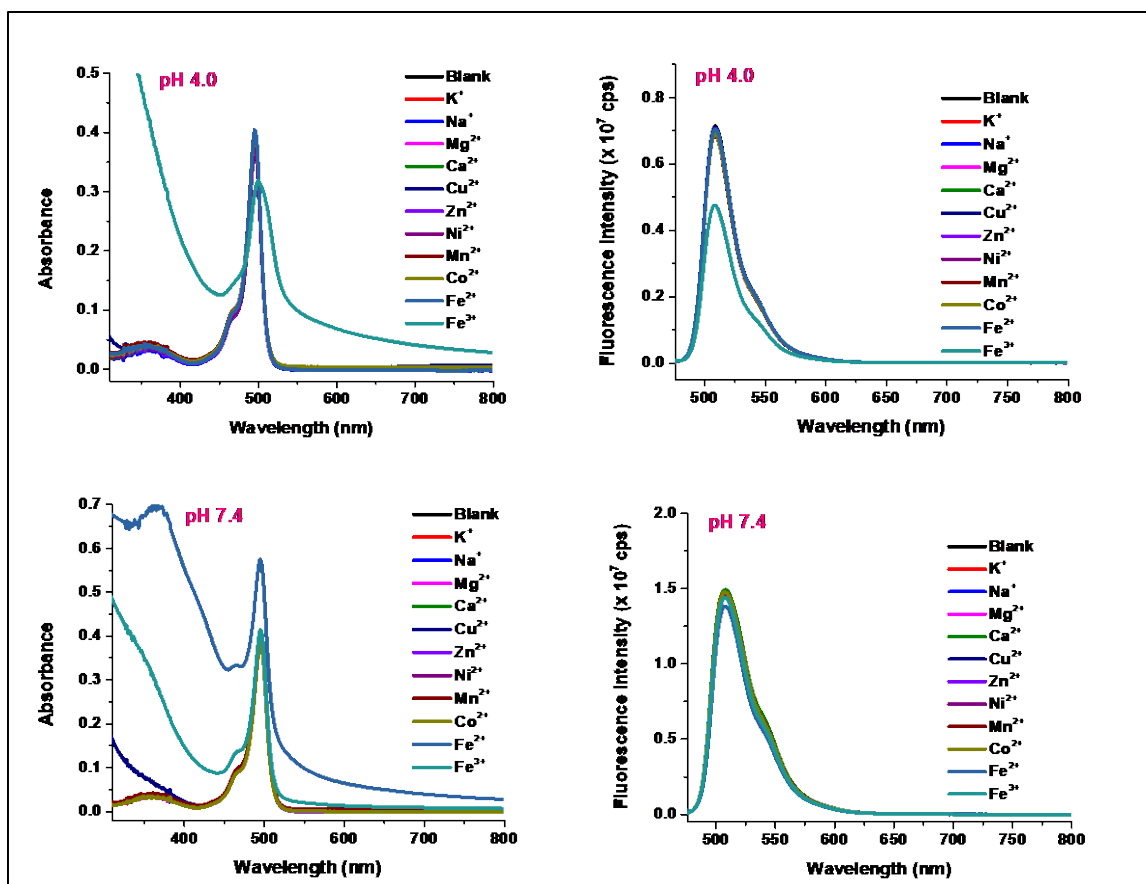 pH 4.0
0.5
0.4
0.3
0.2
0.1
0.0
Absorbance
400 500 600 700 800
Wavelength (nm)
Blank
K⁺
Na⁺
Mg²⁺
Ca²⁺
Cu²⁺
Zn²⁺
Ni²⁺
Mn²⁺
Co²⁺
Fe²⁺
Fe³⁺
pH 4.0
0.8
0.6
0.4
0.2
0.0
Fluorescence Intensity (x 10⁷ cps)
500 550 600 650 700 750 800
Wavelength (nm)
Blank
K⁺
Na⁺
Mg²⁺
Ca²⁺
Cu²⁺
Zn²⁺
Ni²⁺
Mn²⁺
Co²⁺
Fe²⁺
Fe³⁺
pH 7.4
0.7
0.6
0.5
0.4
0.3
0.2
0.1
0.0
Absorbance
400 500 600 700 800
Wavelength (nm)
Blank
K⁺
Na⁺
Mg²⁺
Ca²⁺
Cu²⁺
Zn²⁺
Ni²⁺
Mn²⁺
Co²⁺
Fe²⁺
Fe³⁺
pH 7.4
2.0
1.5
1.0
0.5
0.0
Fluorescence Intensity (x 10⁷ cps)
500 550 600 650 700 750 800
Wavelength (nm)
Blank
K⁺
Na⁺
Mg²⁺
Ca²⁺
Cu²⁺
Zn²⁺
Ni²⁺
Mn²⁺
Co²⁺
Fe²⁺
Fe³⁺